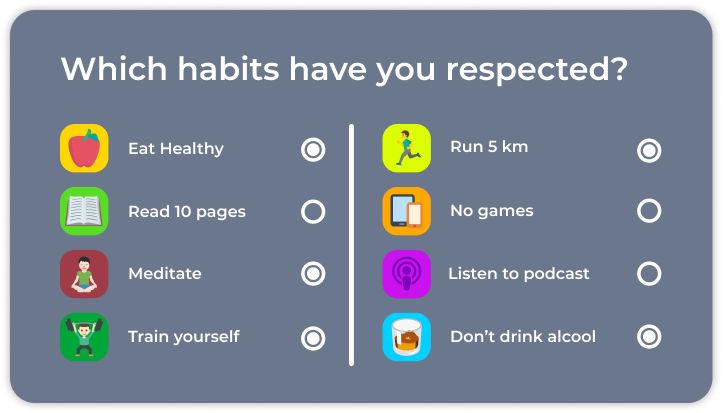 Which habits have you respected?
Eat Healthy
Read 10 pages
Meditate
Train yourself
Run 5 km
No games
Listen to podcast
Don’t drink alcool